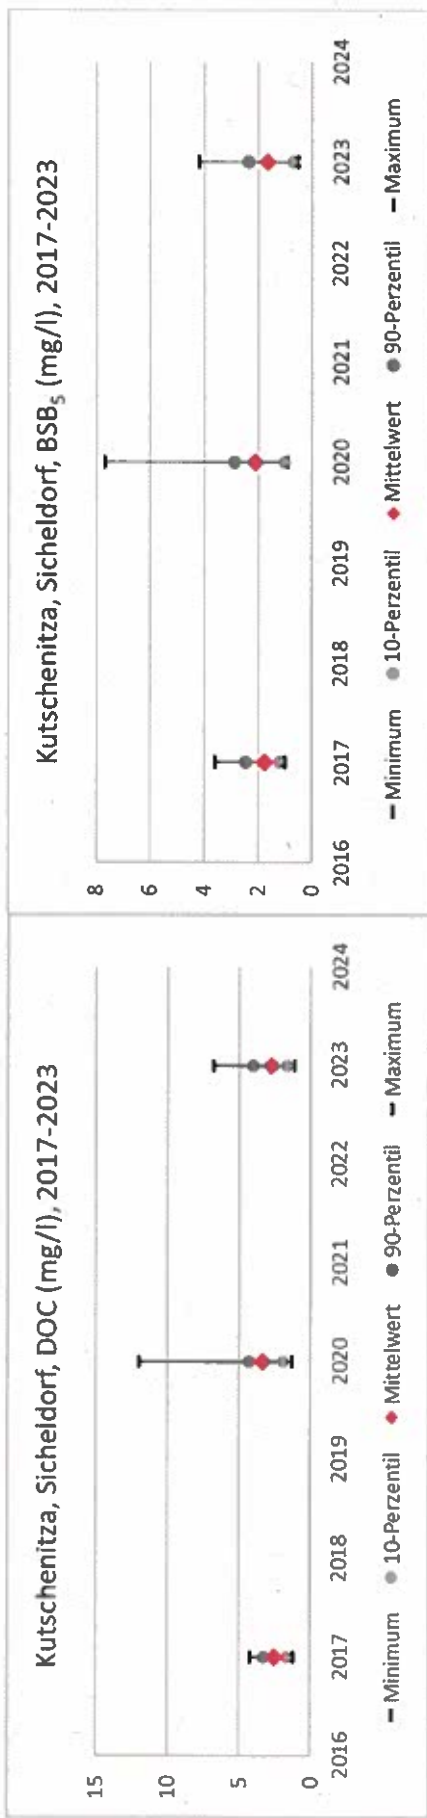 Kutschenitza, Sicheldorf, DOC (mg/l), 2017-2023
15
10
5
0
2016 2017 2018 2019 2020 2021 2022 2023 2024
Minimum 10-Perzentil Mittelwert 90-Perzentil Maximum
Kutschenitza, Sicheldorf, BSB₅ (mg/l), 2017-2023
8
6
4
2
0
2016 2017 2018 2019 2020 2021 2022 2023 2024
Minimum 10-Perzentil Mittelwert 90-Perzentil Maximum